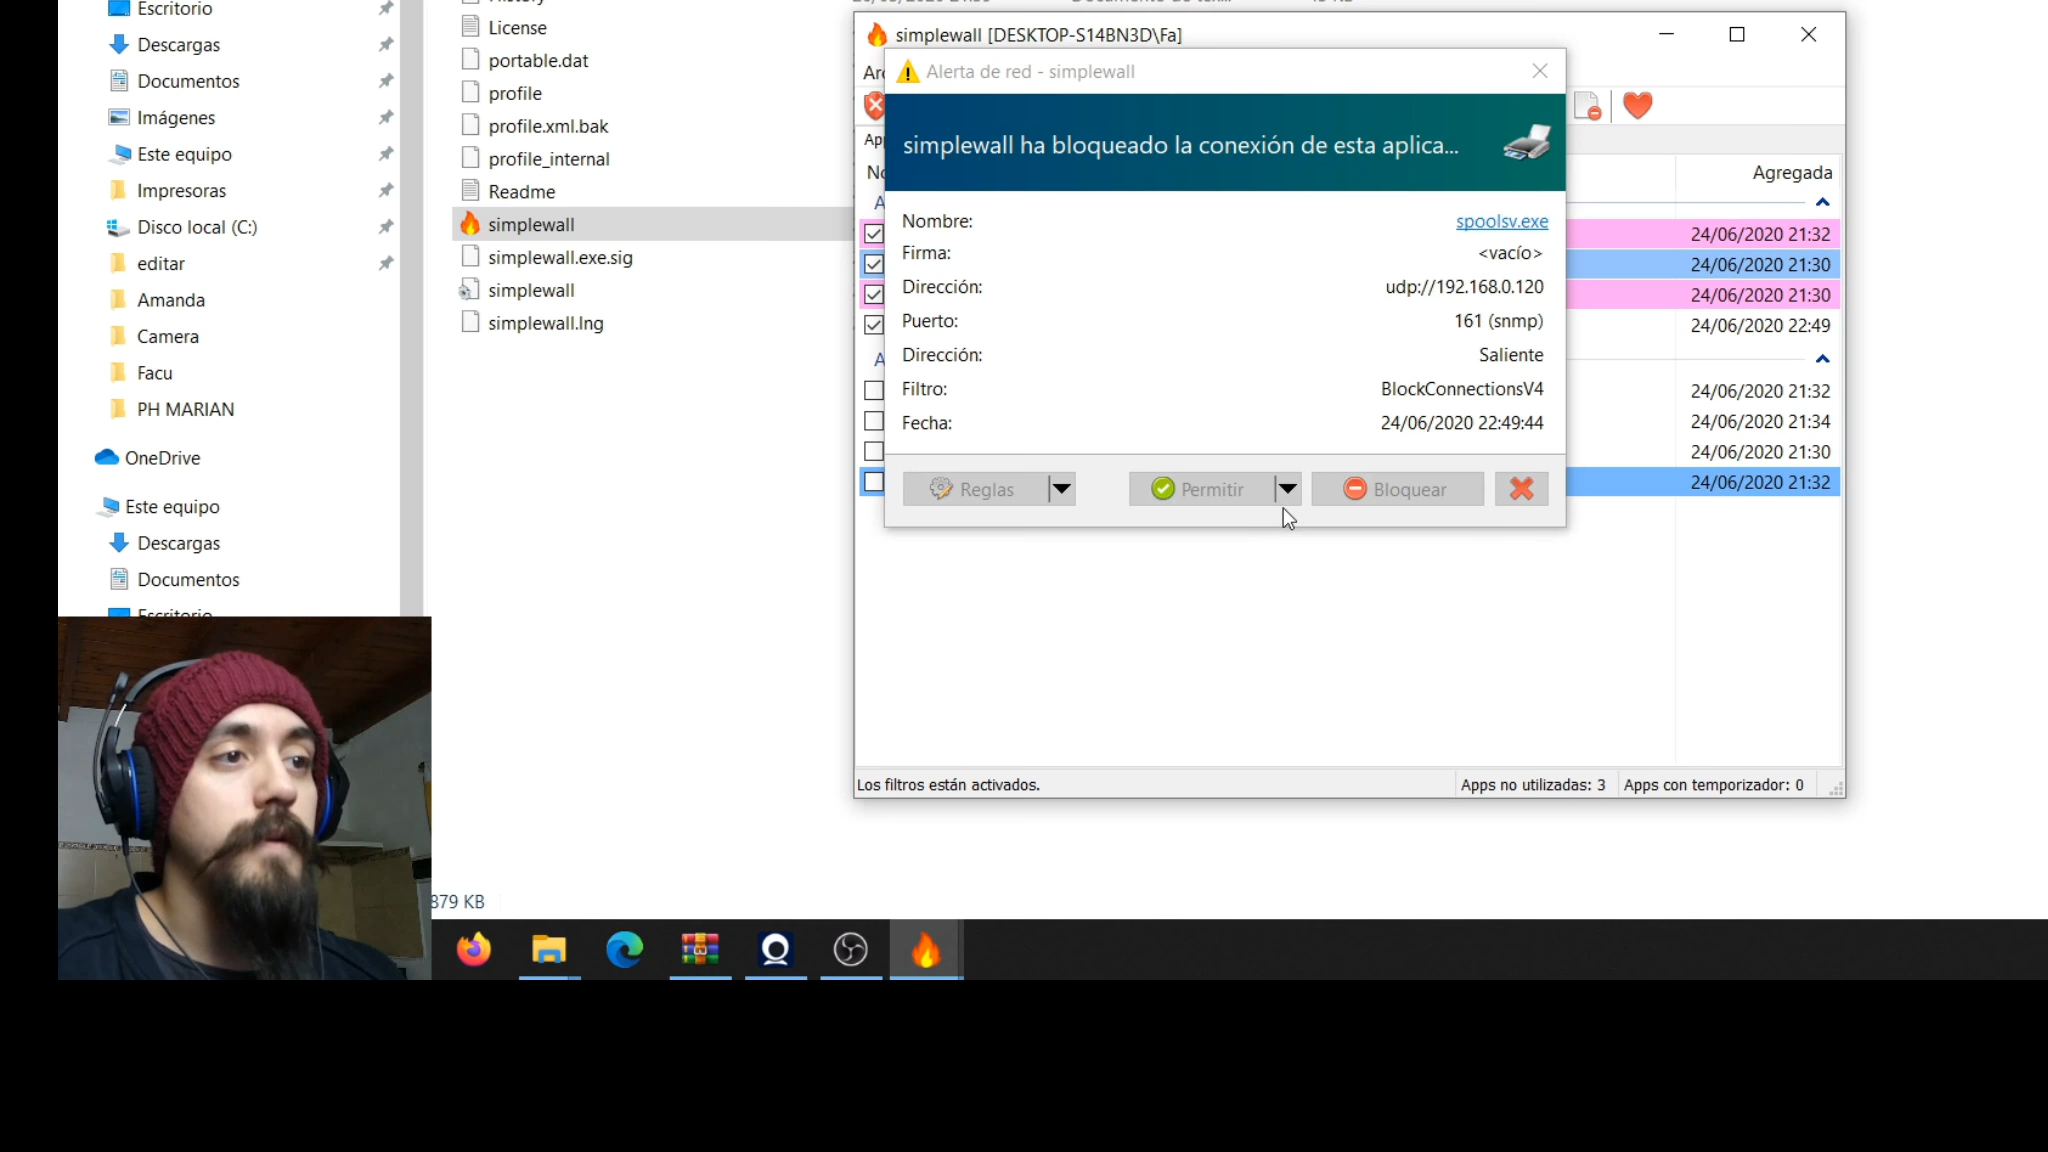 Escritorio
Descargas
Documentos
Imágenes
Este equipo
Impresoras
Disco local (C:)
editar
Amanda
Camera
Facu
PH MARIAN
OneDrive
Este equipo
Descargas
Documentos
Escritorio
License
portable.dat
profile
profile.xml.bak
profile_internal
Readme
simplewall
simplewall.exe.sig
simplewall
simplewall.lng
879 KB
simplewall [DESKTOP-S14BN3D\Fa]
Alerta de red - simplewall
simplewall ha bloqueado la conexión de esta aplica...
Nombre: spoolsv.exe
Firma: <vacío>
Dirección: udp://192.168.0.120
Puerto: 161 (snmp)
Dirección: Saliente
Filtro: BlockConnectionsV4
Fecha: 24/06/2020 22:49:44
Reglas Permitir Bloquear
Agregada
24/06/2020 21:32
24/06/2020 21:30
24/06/2020 21:30
24/06/2020 22:49
24/06/2020 21:32
24/06/2020 21:34
24/06/2020 21:30
24/06/2020 21:32
Los filtros están activados. Apps no utilizadas: 3 Apps con temporizador: 0